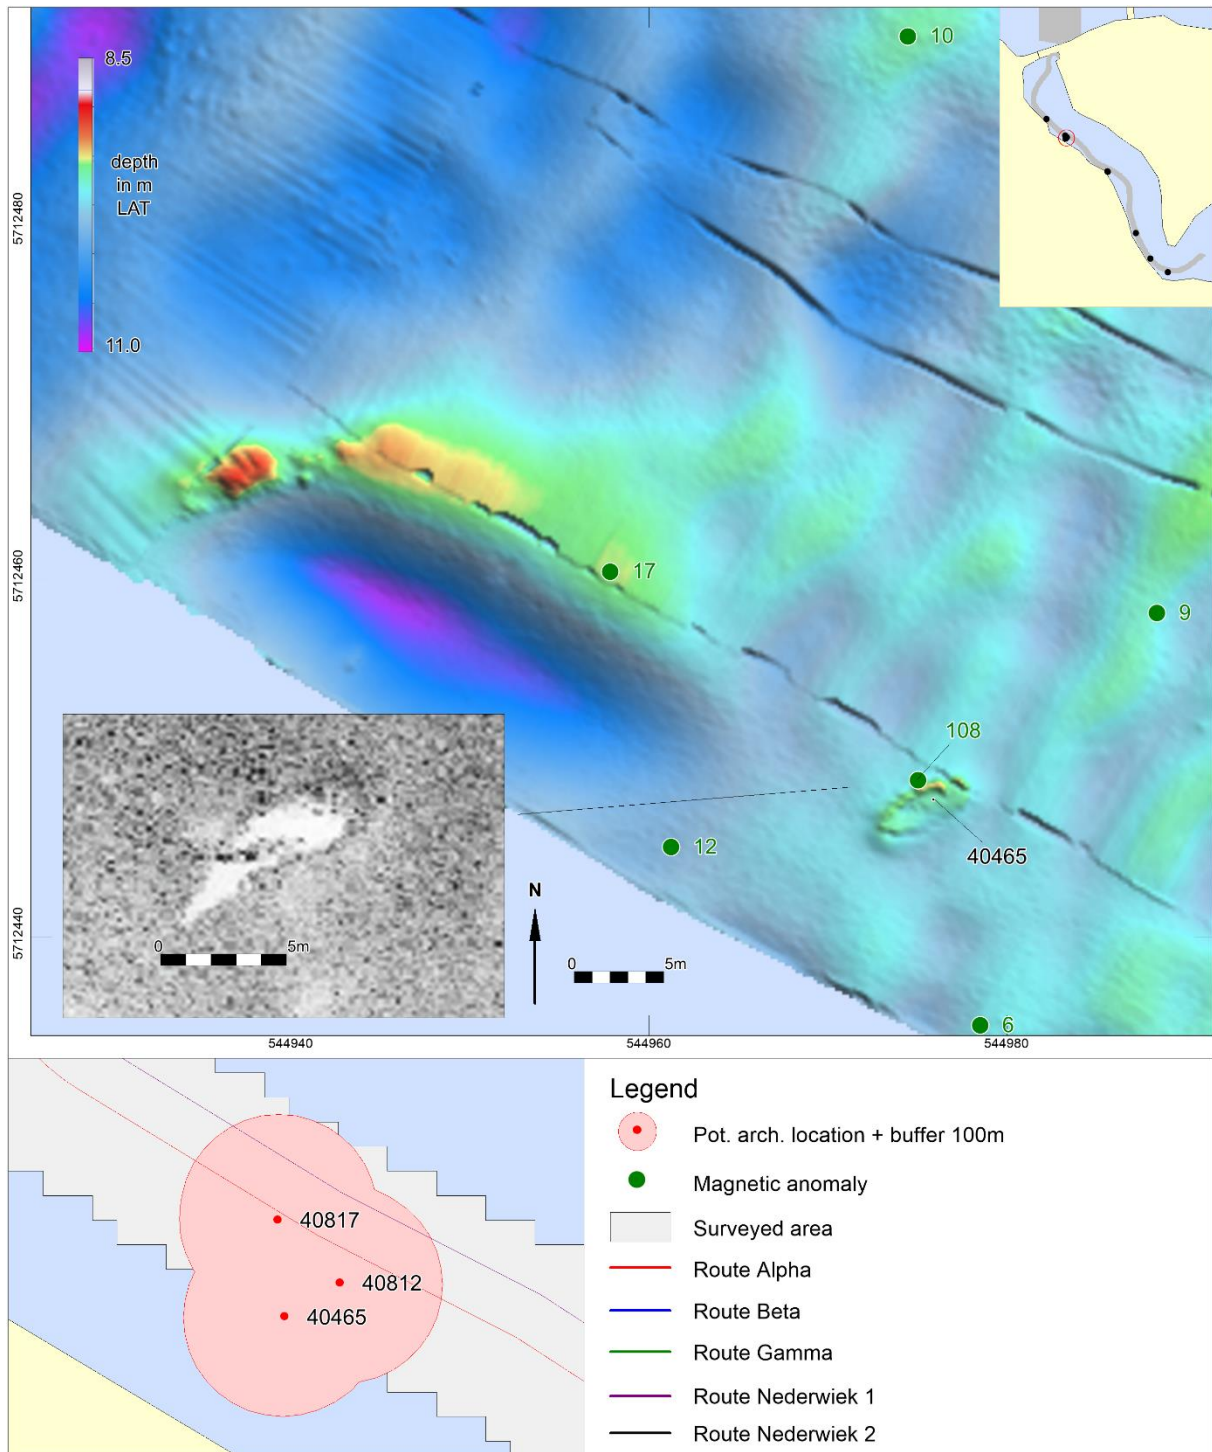 8.5
depth
in m
LAT
11.0
10
5712480
5712460
17
9
108
40465
12
N
0 5m
0 5m
5712440
6
544940 544960 544980
40817
40812
40465
Legend
Pot. arch. location + buffer 100m
Magnetic anomaly
Surveyed area
Route Alpha
Route Beta
Route Gamma
Route Nederwiek 1
Route Nederwiek 2